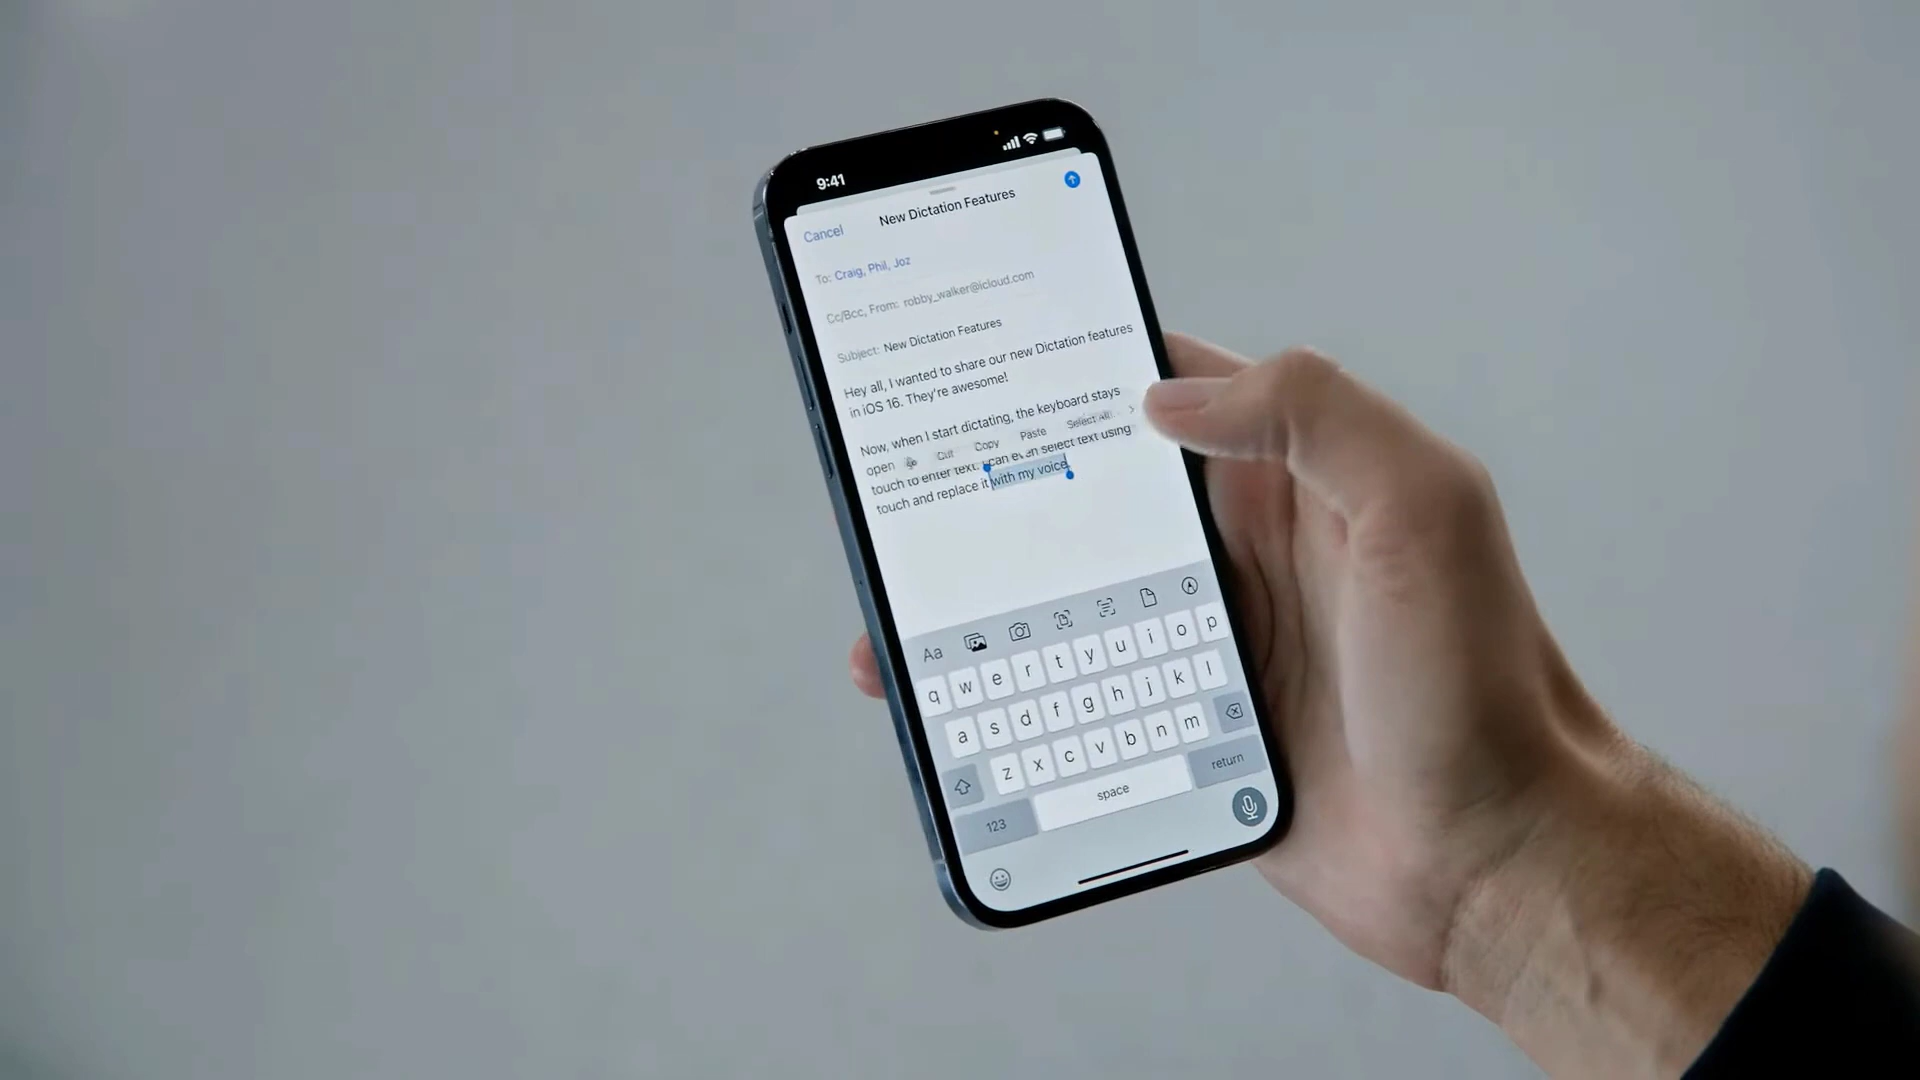 9:41
Cancel
New Dictation Features
To: Craig, Phil, Joz
Cc/Bcc, From: robby_walker@icloud.com
Subject: New Dictation Features
Hey all, I wanted to share our new Dictation features
in iOS 16. They're awesome!
Now, when I start dictating, the keyboard stays
open
Cut Copy Paste Select All
touch to enter text. I can even select text using
touch and replace it with my voice
Aa
q w e r t y u i o p
a s d f g h j k l
z x c v b n m
123 space return